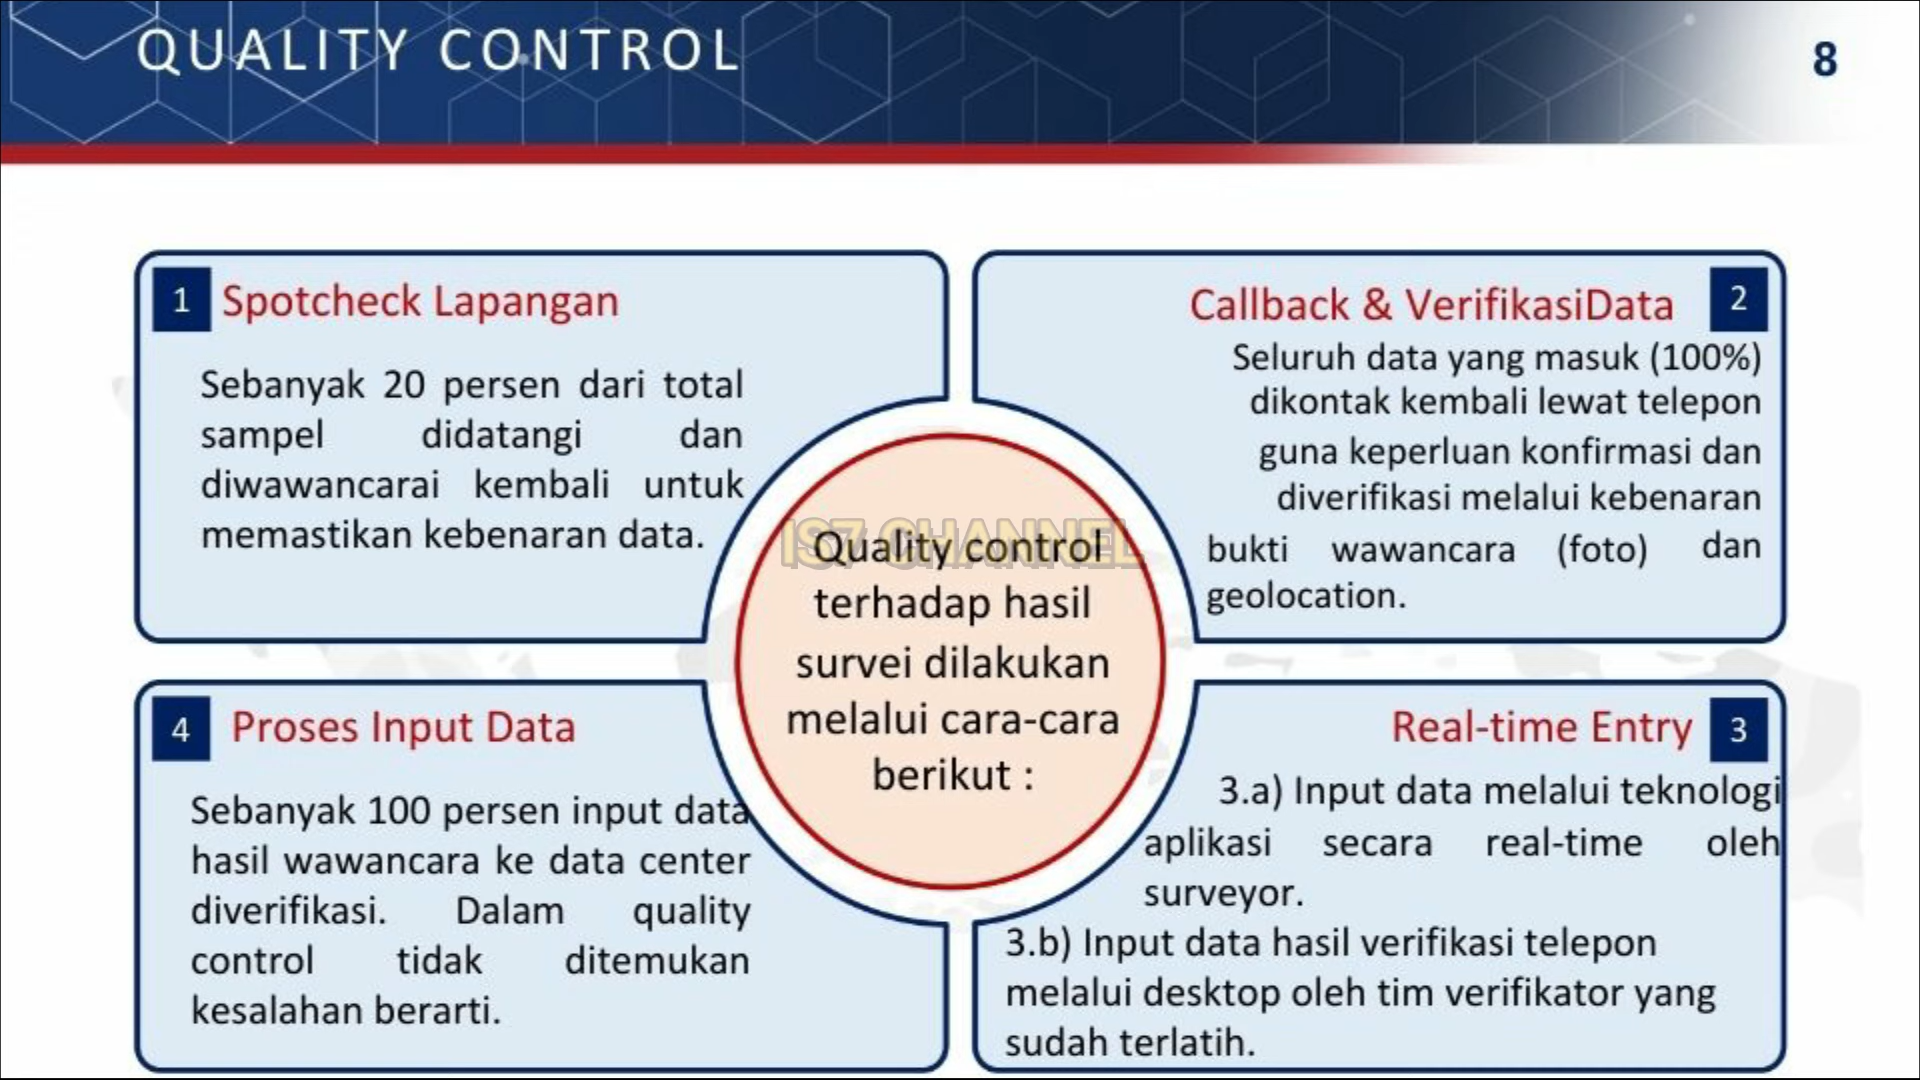 QUALITY CONTROL
8
1 Spotcheck Lapangan
Sebanyak 20 persen dari total
sampel didatangi dan
diwawancarai kembali untuk
memastikan kebenaran data.
Callback & VerifikasiData 2
Seluruh data yang masuk (100%)
dikontak kembali lewat telepon
guna keperluan konfirmasi dan
diverifikasi melalui kebenaran
bukti wawancara (foto) dan
geolocation.
IS7 CHANNEL
Quality control
terhadap hasil
survei dilakukan
melalui cara-cara
berikut :
Real-time Entry 3
3.a) Input data melalui teknologi
aplikasi secara real-time oleh
surveyor.
3.b) Input data hasil verifikasi telepon
melalui desktop oleh tim verifikator yang
sudah terlatih.
4 Proses Input Data
Sebanyak 100 persen input data
hasil wawancara ke data center
diverifikasi. Dalam quality
control tidak ditemukan
kesalahan berarti.